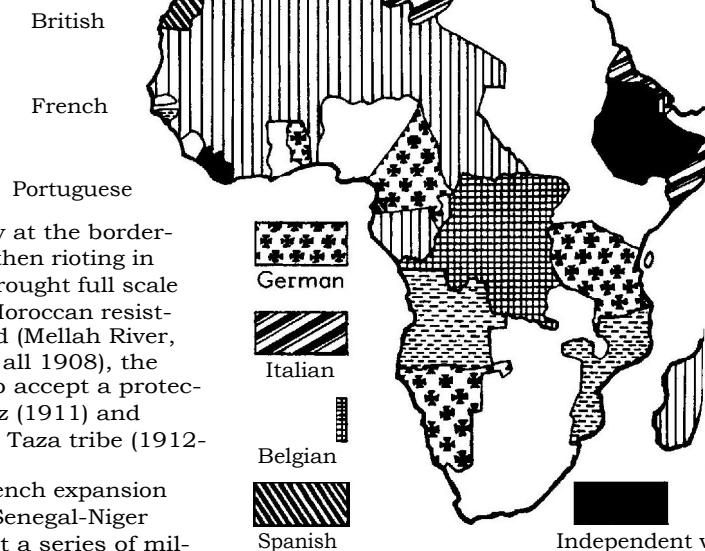 British
French
Portuguese
y at the border-
then rioting in
rought full scale
Moroccan resist-
d (Mellah River,
all 1908), the
o accept a protec-
z (1911) and
Taza tribe (1912-
ench expansion
Senegal-Niger
t a series of mil-
German
Italian
Belgian
Spanish
Independent